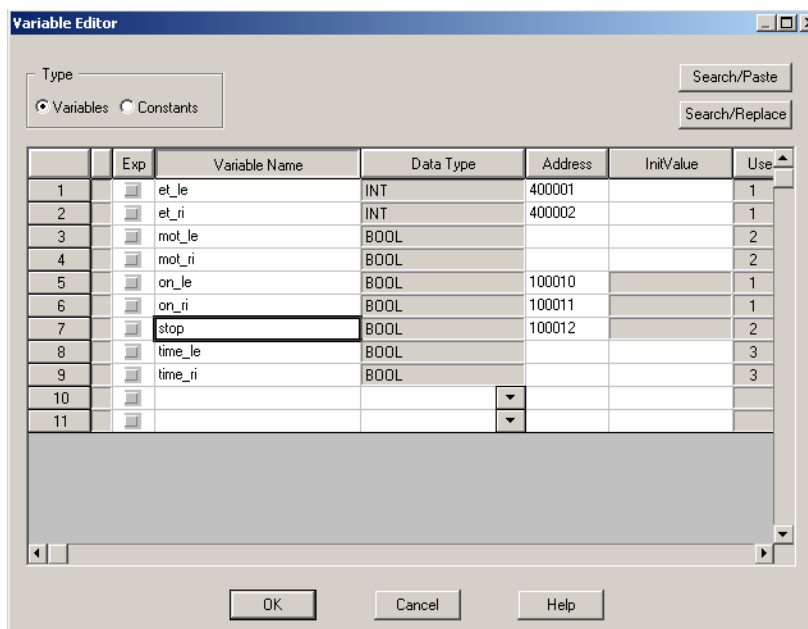 Variable Editor
Type
Variables Constants
Search/Paste
Search/Replace
Exp Variable Name Data Type Address InitValue Use
1 et_le INT 400001 1
2 et_ri INT 400002 1
3 mot_le BOOL 2
4 mot_ri BOOL 2
5 on_le BOOL 100010 1
6 on_ri BOOL 100011 1
7 stop BOOL 100012 2
8 time_le BOOL 3
9 time_ri BOOL 3
10
11
OK Cancel Help